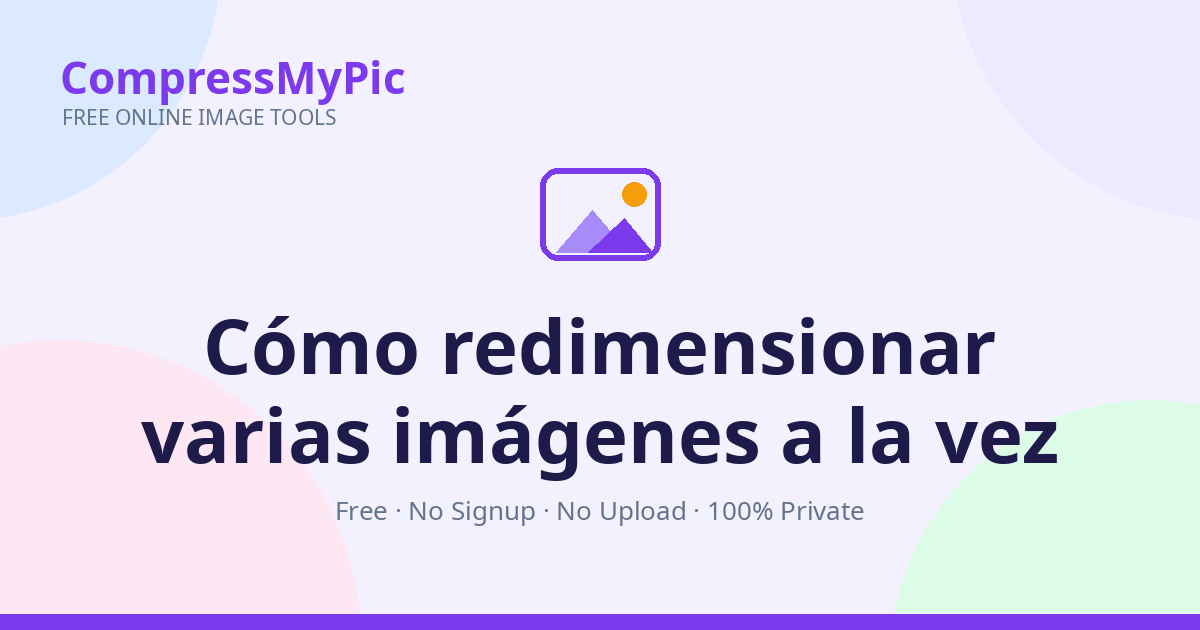 CompressMyPic
FREE ONLINE IMAGE TOOLS
Cómo redimensionar
varias imágenes a la vez
Free · No Signup · No Upload · 100% Private